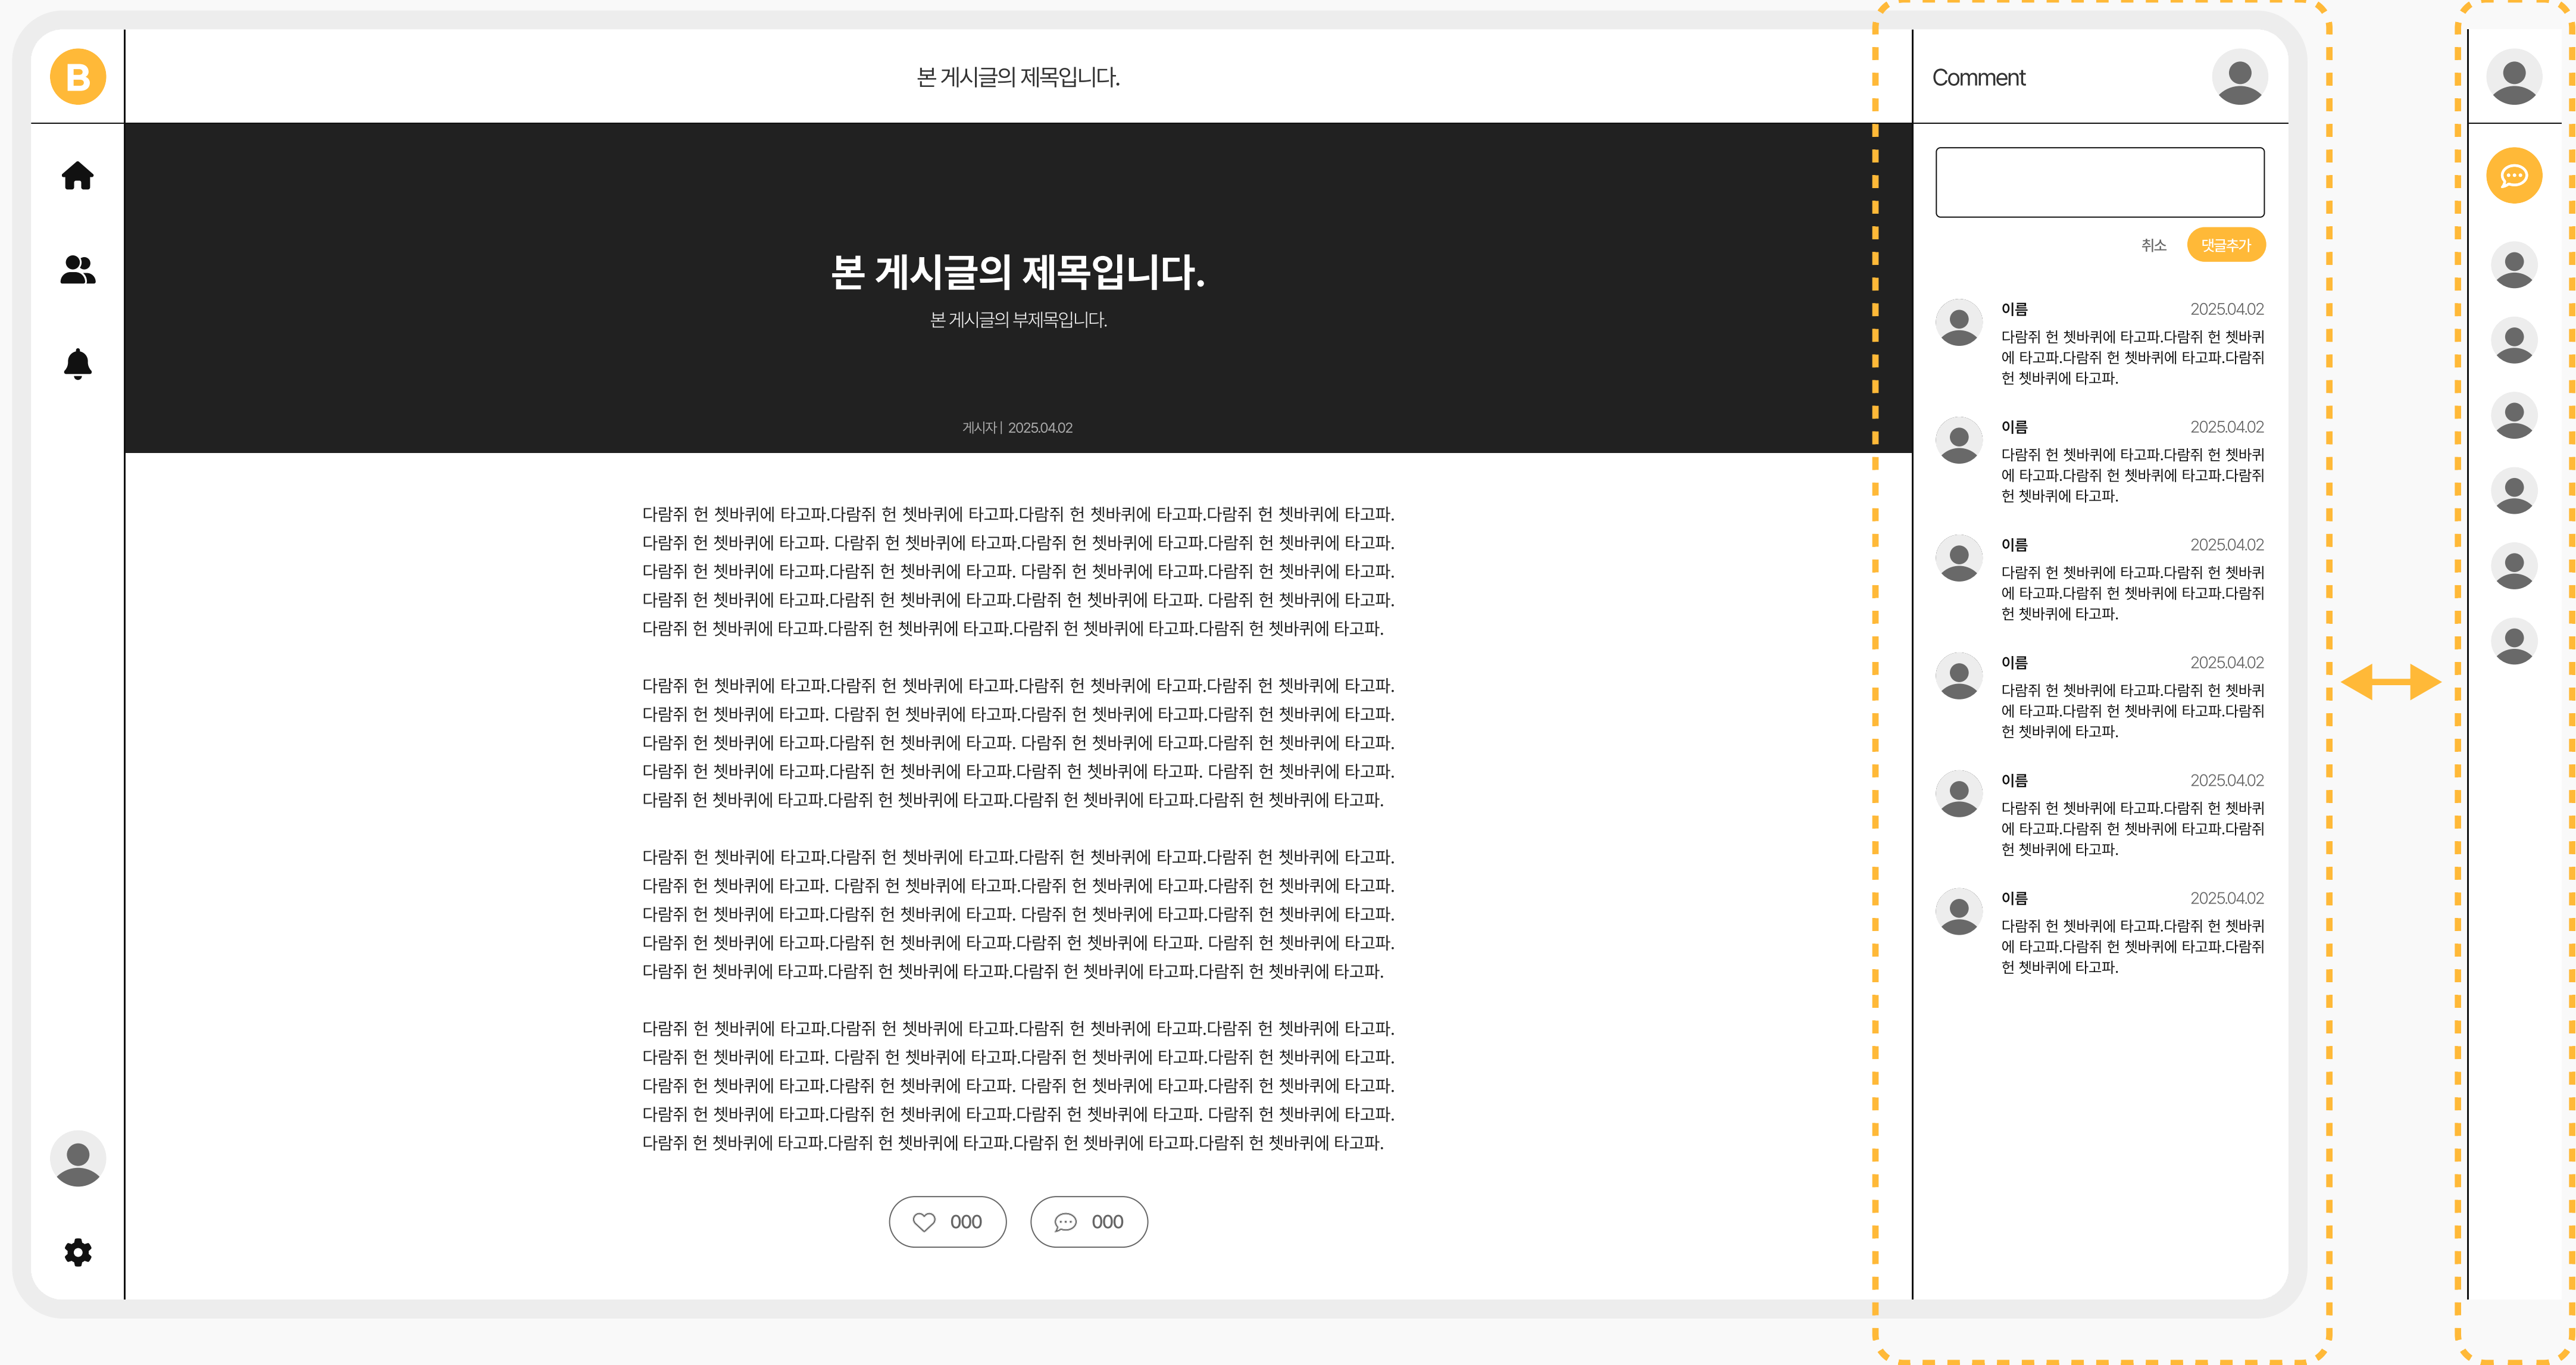 B
본 게시글의 제목입니다.
본 게시글의 제목입니다.
본 게시글의 부제목입니다.
게시자 | 2025.04.02
다람쥐 헌 쳇바퀴에 타고파.다람쥐 헌 쳇바퀴에 타고파.다람쥐 헌 쳇바퀴에 타고파.다람쥐 헌 쳇바퀴에 타고파.
다람쥐 헌 쳇바퀴에 타고파. 다람쥐 헌 쳇바퀴에 타고파.다람쥐 헌 쳇바퀴에 타고파.다람쥐 헌 쳇바퀴에 타고파.
다람쥐 헌 쳇바퀴에 타고파.다람쥐 헌 쳇바퀴에 타고파. 다람쥐 헌 쳇바퀴에 타고파.다람쥐 헌 쳇바퀴에 타고파.
다람쥐 헌 쳇바퀴에 타고파.다람쥐 헌 쳇바퀴에 타고파.다람쥐 헌 쳇바퀴에 타고파. 다람쥐 헌 쳇바퀴에 타고파.
다람쥐 헌 쳇바퀴에 타고파.다람쥐 헌 쳇바퀴에 타고파.다람쥐 헌 쳇바퀴에 타고파.다람쥐 헌 쳇바퀴에 타고파.
다람쥐 헌 쳇바퀴에 타고파.다람쥐 헌 쳇바퀴에 타고파.다람쥐 헌 쳇바퀴에 타고파.다람쥐 헌 쳇바퀴에 타고파.
다람쥐 헌 쳇바퀴에 타고파. 다람쥐 헌 쳇바퀴에 타고파.다람쥐 헌 쳇바퀴에 타고파.다람쥐 헌 쳇바퀴에 타고파.
다람쥐 헌 쳇바퀴에 타고파.다람쥐 헌 쳇바퀴에 타고파. 다람쥐 헌 쳇바퀴에 타고파.다람쥐 헌 쳇바퀴에 타고파.
다람쥐 헌 쳇바퀴에 타고파.다람쥐 헌 쳇바퀴에 타고파.다람쥐 헌 쳇바퀴에 타고파. 다람쥐 헌 쳇바퀴에 타고파.
다람쥐 헌 쳇바퀴에 타고파.다람쥐 헌 쳇바퀴에 타고파.다람쥐 헌 쳇바퀴에 타고파.다람쥐 헌 쳇바퀴에 타고파.
다람쥐 헌 쳇바퀴에 타고파.다람쥐 헌 쳇바퀴에 타고파.다람쥐 헌 쳇바퀴에 타고파.다람쥐 헌 쳇바퀴에 타고파.
다람쥐 헌 쳇바퀴에 타고파. 다람쥐 헌 쳇바퀴에 타고파.다람쥐 헌 쳇바퀴에 타고파.다람쥐 헌 쳇바퀴에 타고파.
다람쥐 헌 쳇바퀴에 타고파.다람쥐 헌 쳇바퀴에 타고파. 다람쥐 헌 쳇바퀴에 타고파.다람쥐 헌 쳇바퀴에 타고파.
다람쥐 헌 쳇바퀴에 타고파.다람쥐 헌 쳇바퀴에 타고파.다람쥐 헌 쳇바퀴에 타고파. 다람쥐 헌 쳇바퀴에 타고파.
다람쥐 헌 쳇바퀴에 타고파.다람쥐 헌 쳇바퀴에 타고파.다람쥐 헌 쳇바퀴에 타고파.다람쥐 헌 쳇바퀴에 타고파.
다람쥐 헌 쳇바퀴에 타고파.다람쥐 헌 쳇바퀴에 타고파.다람쥐 헌 쳇바퀴에 타고파.다람쥐 헌 쳇바퀴에 타고파.
다람쥐 헌 쳇바퀴에 타고파. 다람쥐 헌 쳇바퀴에 타고파.다람쥐 헌 쳇바퀴에 타고파.다람쥐 헌 쳇바퀴에 타고파.
다람쥐 헌 쳇바퀴에 타고파.다람쥐 헌 쳇바퀴에 타고파. 다람쥐 헌 쳇바퀴에 타고파.다람쥐 헌 쳇바퀴에 타고파.
다람쥐 헌 쳇바퀴에 타고파.다람쥐 헌 쳇바퀴에 타고파.다람쥐 헌 쳇바퀴에 타고파. 다람쥐 헌 쳇바퀴에 타고파.
다람쥐 헌 쳇바퀴에 타고파.다람쥐 헌 쳇바퀴에 타고파.다람쥐 헌 쳇바퀴에 타고파.다람쥐 헌 쳇바퀴에 타고파.
000 000
Comment
취소 댓글추가
이름 2025.04.02
다람쥐 헌 쳇바퀴에 타고파.다람쥐 헌 쳇바퀴
에 타고파.다람쥐 헌 쳇바퀴에 타고파.다람쥐
헌 쳇바퀴에 타고파.
이름 2025.04.02
다람쥐 헌 쳇바퀴에 타고파.다람쥐 헌 쳇바퀴
에 타고파.다람쥐 헌 쳇바퀴에 타고파.다람쥐
헌 쳇바퀴에 타고파.
이름 2025.04.02
다람쥐 헌 쳇바퀴에 타고파.다람쥐 헌 쳇바퀴
에 타고파.다람쥐 헌 쳇바퀴에 타고파.다람쥐
헌 쳇바퀴에 타고파.
이름 2025.04.02
다람쥐 헌 쳇바퀴에 타고파.다람쥐 헌 쳇바퀴
에 타고파.다람쥐 헌 쳇바퀴에 타고파.다람쥐
헌 쳇바퀴에 타고파.
이름 2025.04.02
다람쥐 헌 쳇바퀴에 타고파.다람쥐 헌 쳇바퀴
에 타고파.다람쥐 헌 쳇바퀴에 타고파.다람쥐
헌 쳇바퀴에 타고파.
이름 2025.04.02
다람쥐 헌 쳇바퀴에 타고파.다람쥐 헌 쳇바퀴
에 타고파.다람쥐 헌 쳇바퀴에 타고파.다람쥐
헌 쳇바퀴에 타고파.